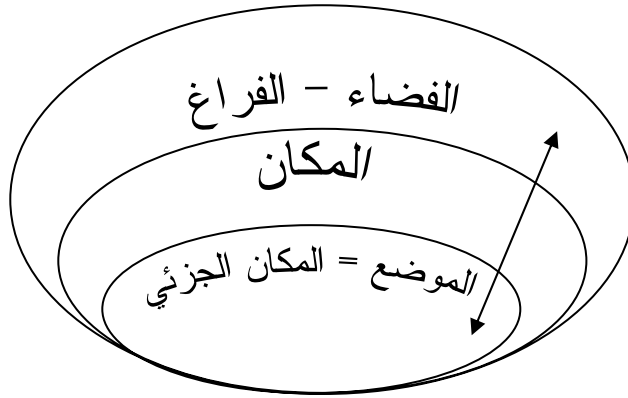 الفضاء – الفراغ
المكان
الموضع = المكان الجزئي